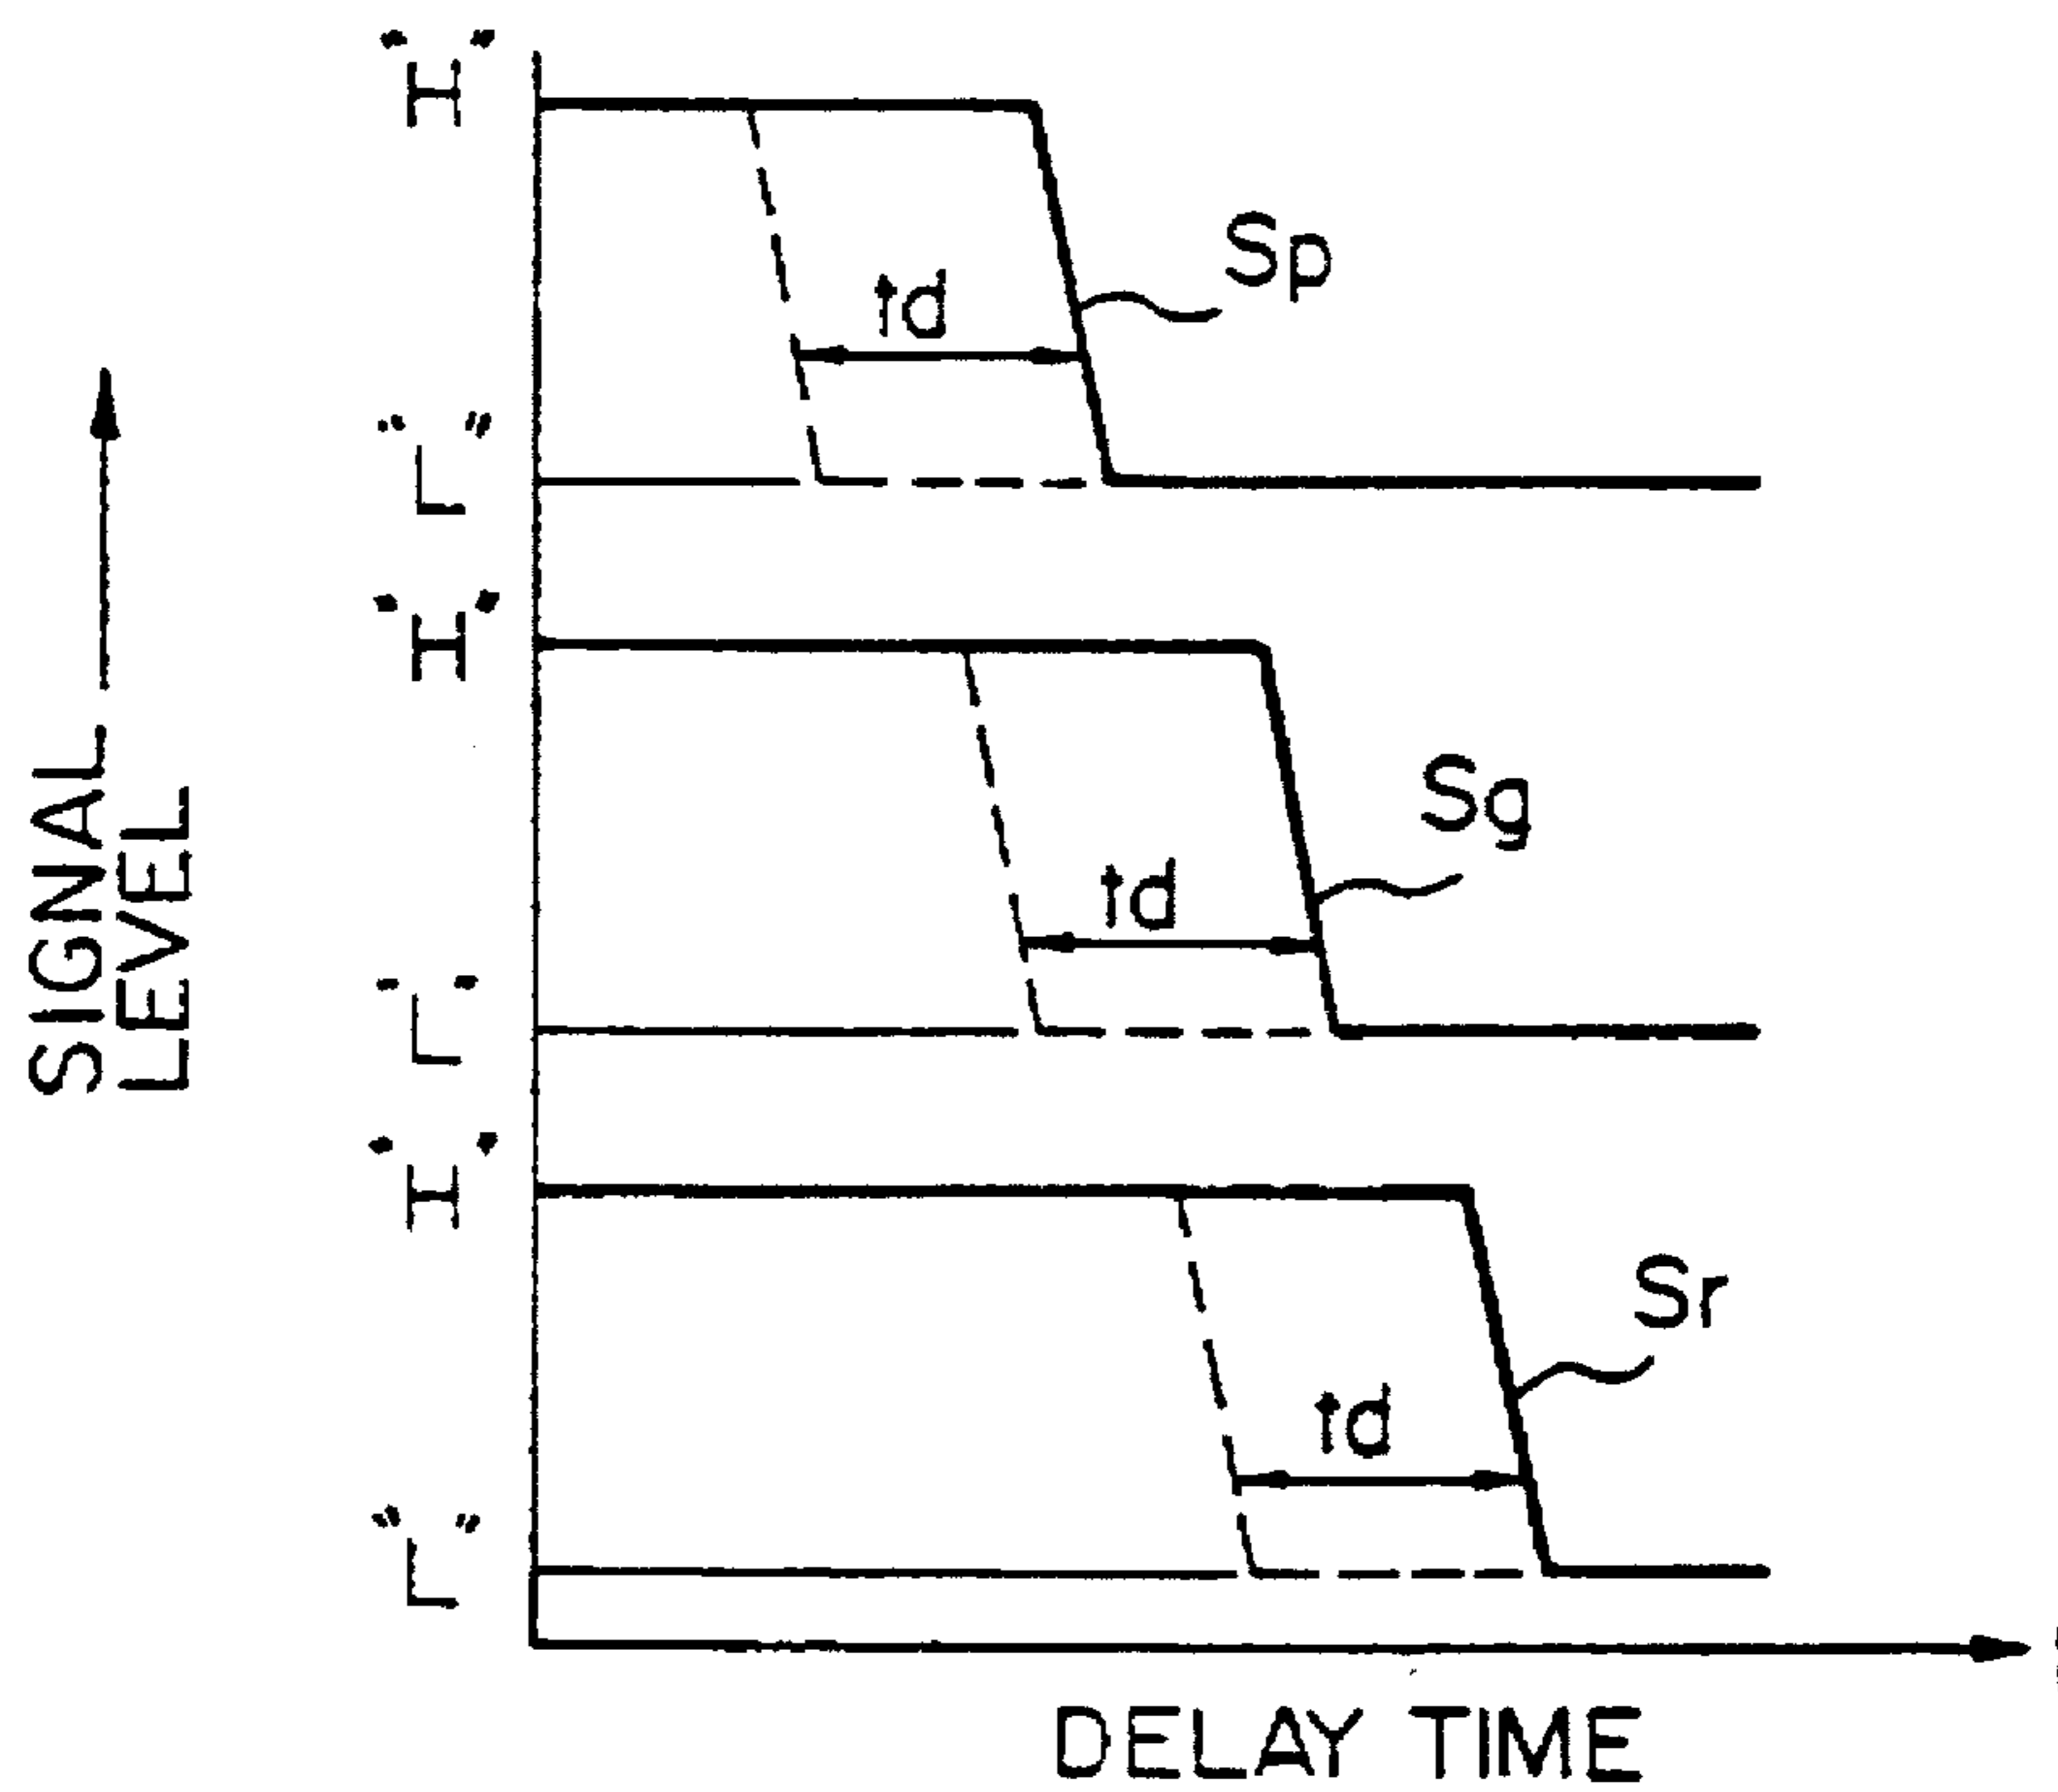 "H"
Sp
td
"L"
"H"
Sg
td
"L"
"H"
Sr
td
"L"
SIGNAL
LEVEL
DELAY TIME